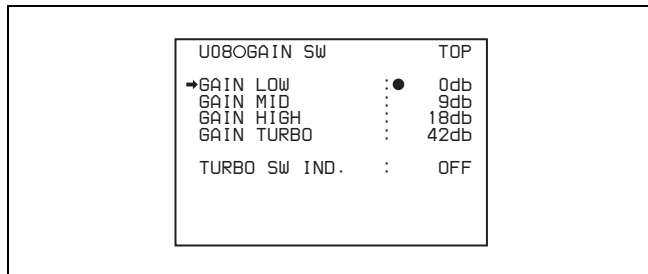 U08○GAIN SW TOP
➡GAIN LOW :● 0db
GAIN MID : 9db
GAIN HIGH : 18db
GAIN TURBO : 42db
TURBO SW IND. : OFF